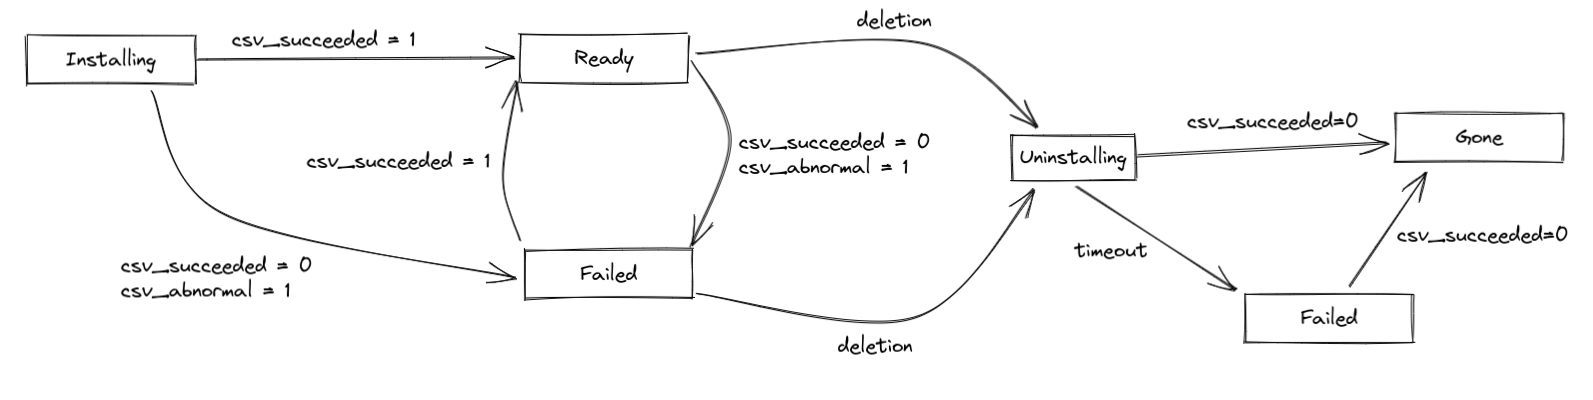 deletion
csv_succeeded = 1
Installing
Ready
csv_succeeded=0
Gone
csv_succeeded = 0
csv_abnormal = 1
csv_succeeded = 1
Uninstalling
csv_succeeded=0
timeout
csv_succeeded = 0
csv_abnormal = 1
Failed
Failed
deletion